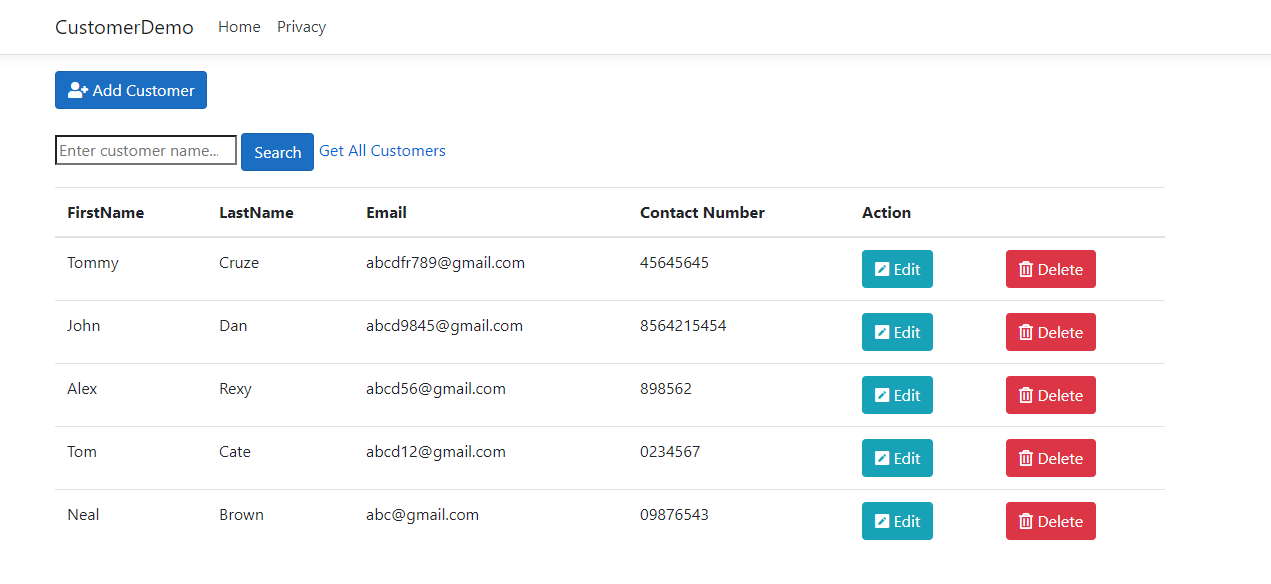 CustomerDemo Home Privacy
Add Customer
Enter customer name... Search Get All Customers
FirstName LastName Email Contact Number Action
Tommy Cruze abcdfr789@gmail.com 45645645 Edit Delete
John Dan abcd9845@gmail.com 8564215454 Edit Delete
Alex Rexy abcd56@gmail.com 898562 Edit Delete
Tom Cate abcd12@gmail.com 0234567 Edit Delete
Neal Brown abc@gmail.com 09876543 Edit Delete